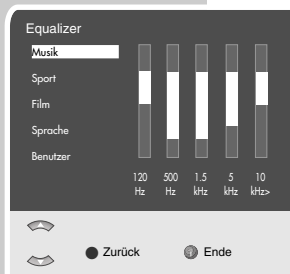 Equalizer
Musik
Sport
Film
Sprache
Benutzer
120 500 1.5 5 10
Hz Hz kHz kHz kHz>
Zurück Ende